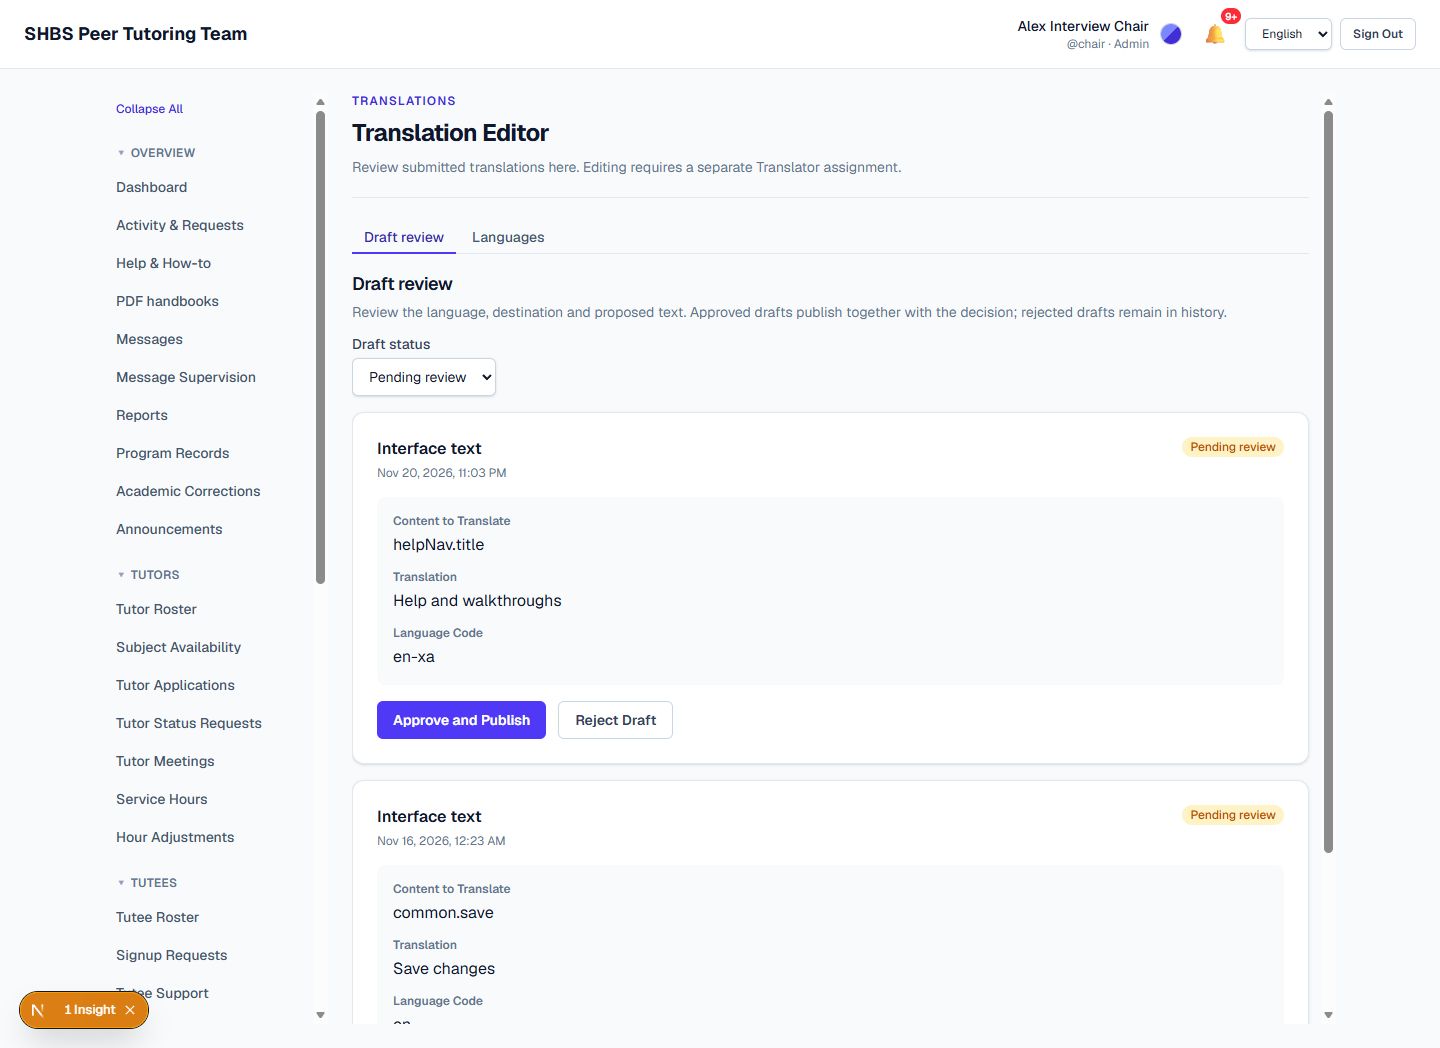 SHBS Peer Tutoring Team
Alex Interview Chair
@chair · Admin
9+
English
Sign Out
Collapse All
OVERVIEW
Dashboard
Activity & Requests
Help & How-to
PDF handbooks
Messages
Message Supervision
Reports
Program Records
Academic Corrections
Announcements
TUTORS
Tutor Roster
Subject Availability
Tutor Applications
Tutor Status Requests
Tutor Meetings
Service Hours
Hour Adjustments
TUTEES
Tutee Roster
Signup Requests
Tutee Support
N 1 Insight
TRANSLATIONS
Translation Editor
Review submitted translations here. Editing requires a separate Translator assignment.
Draft review Languages
Draft review
Review the language, destination and proposed text. Approved drafts publish together with the decision; rejected drafts remain in history.
Draft status
Pending review
Interface text
Pending review
Nov 20, 2026, 11:03 PM
Content to Translate
helpNav.title
Translation
Help and walkthroughs
Language Code
en-xa
Approve and Publish Reject Draft
Interface text
Pending review
Nov 16, 2026, 12:23 AM
Content to Translate
common.save
Translation
Save changes
Language Code